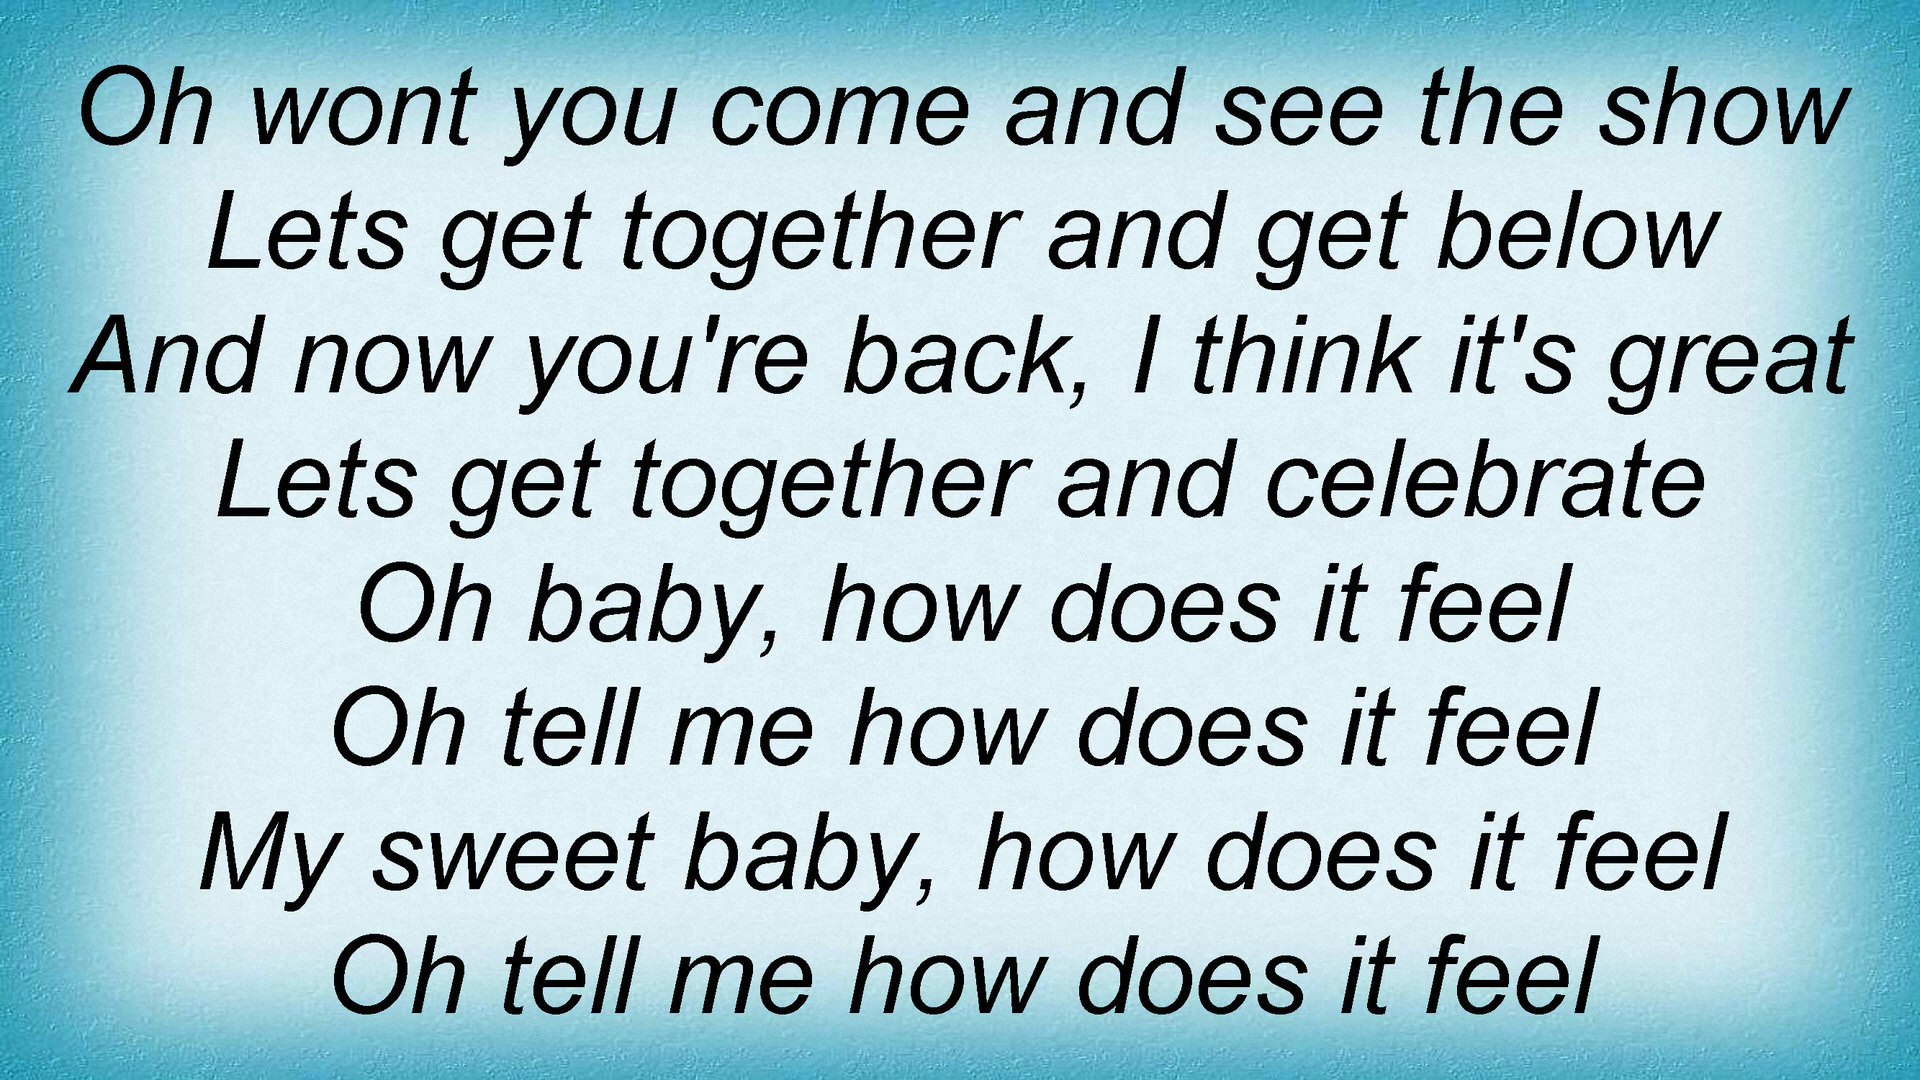 Oh wont you come and see the show
Lets get together and get below
And now you're back, I think it's great
Lets get together and celebrate
Oh baby, how does it feel
Oh tell me how does it feel
My sweet baby, how does it feel
Oh tell me how does it feel